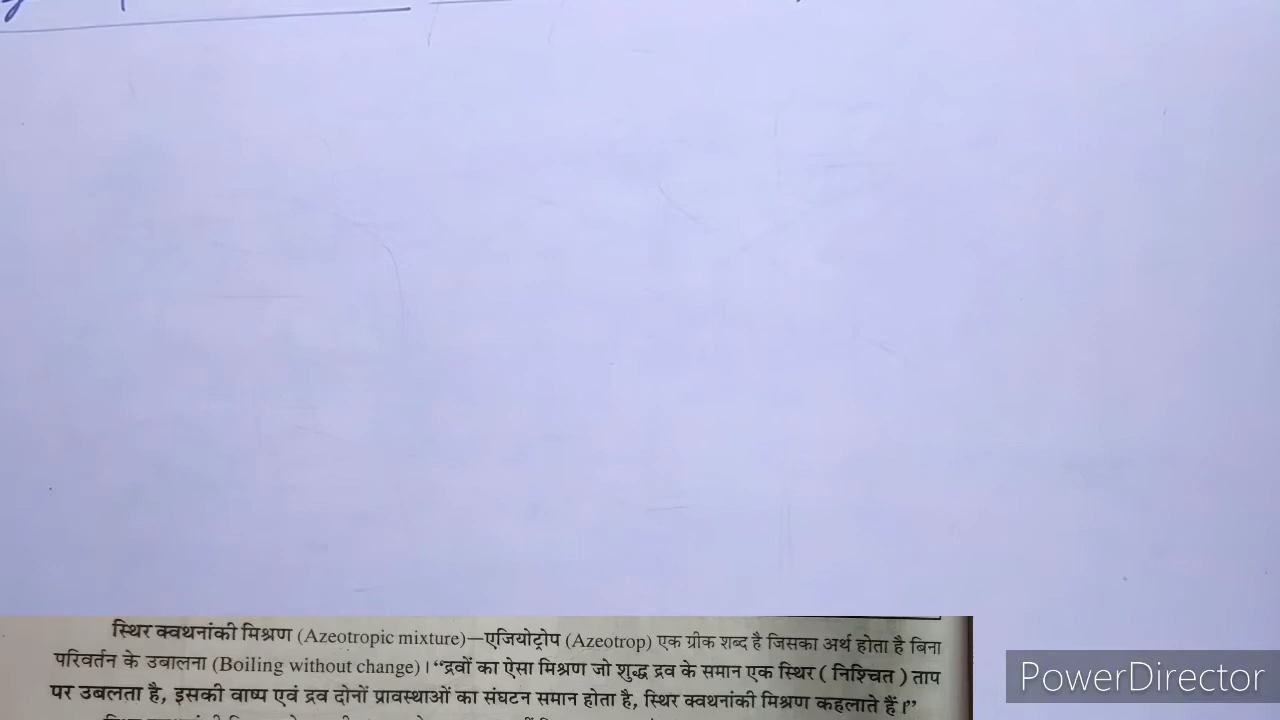 स्थिर क्वथनांकी मिश्रण (Azeotropic mixture)—एजियोट्रोप (Azeotrop) एक ग्रीक शब्द है जिसका अर्थ होता है बिना
परिवर्तन के उबालना (Boiling without change)। “द्रवों का ऐसा मिश्रण जो शुद्ध द्रव के समान एक स्थिर ( निश्चित ) ताप
पर उबलता है, इसकी वाष्प एवं द्रव दोनों प्रावस्थाओं का संघटन समान होता है, स्थिर क्वथनांकी मिश्रण कहलाते हैं।”
PowerDirector